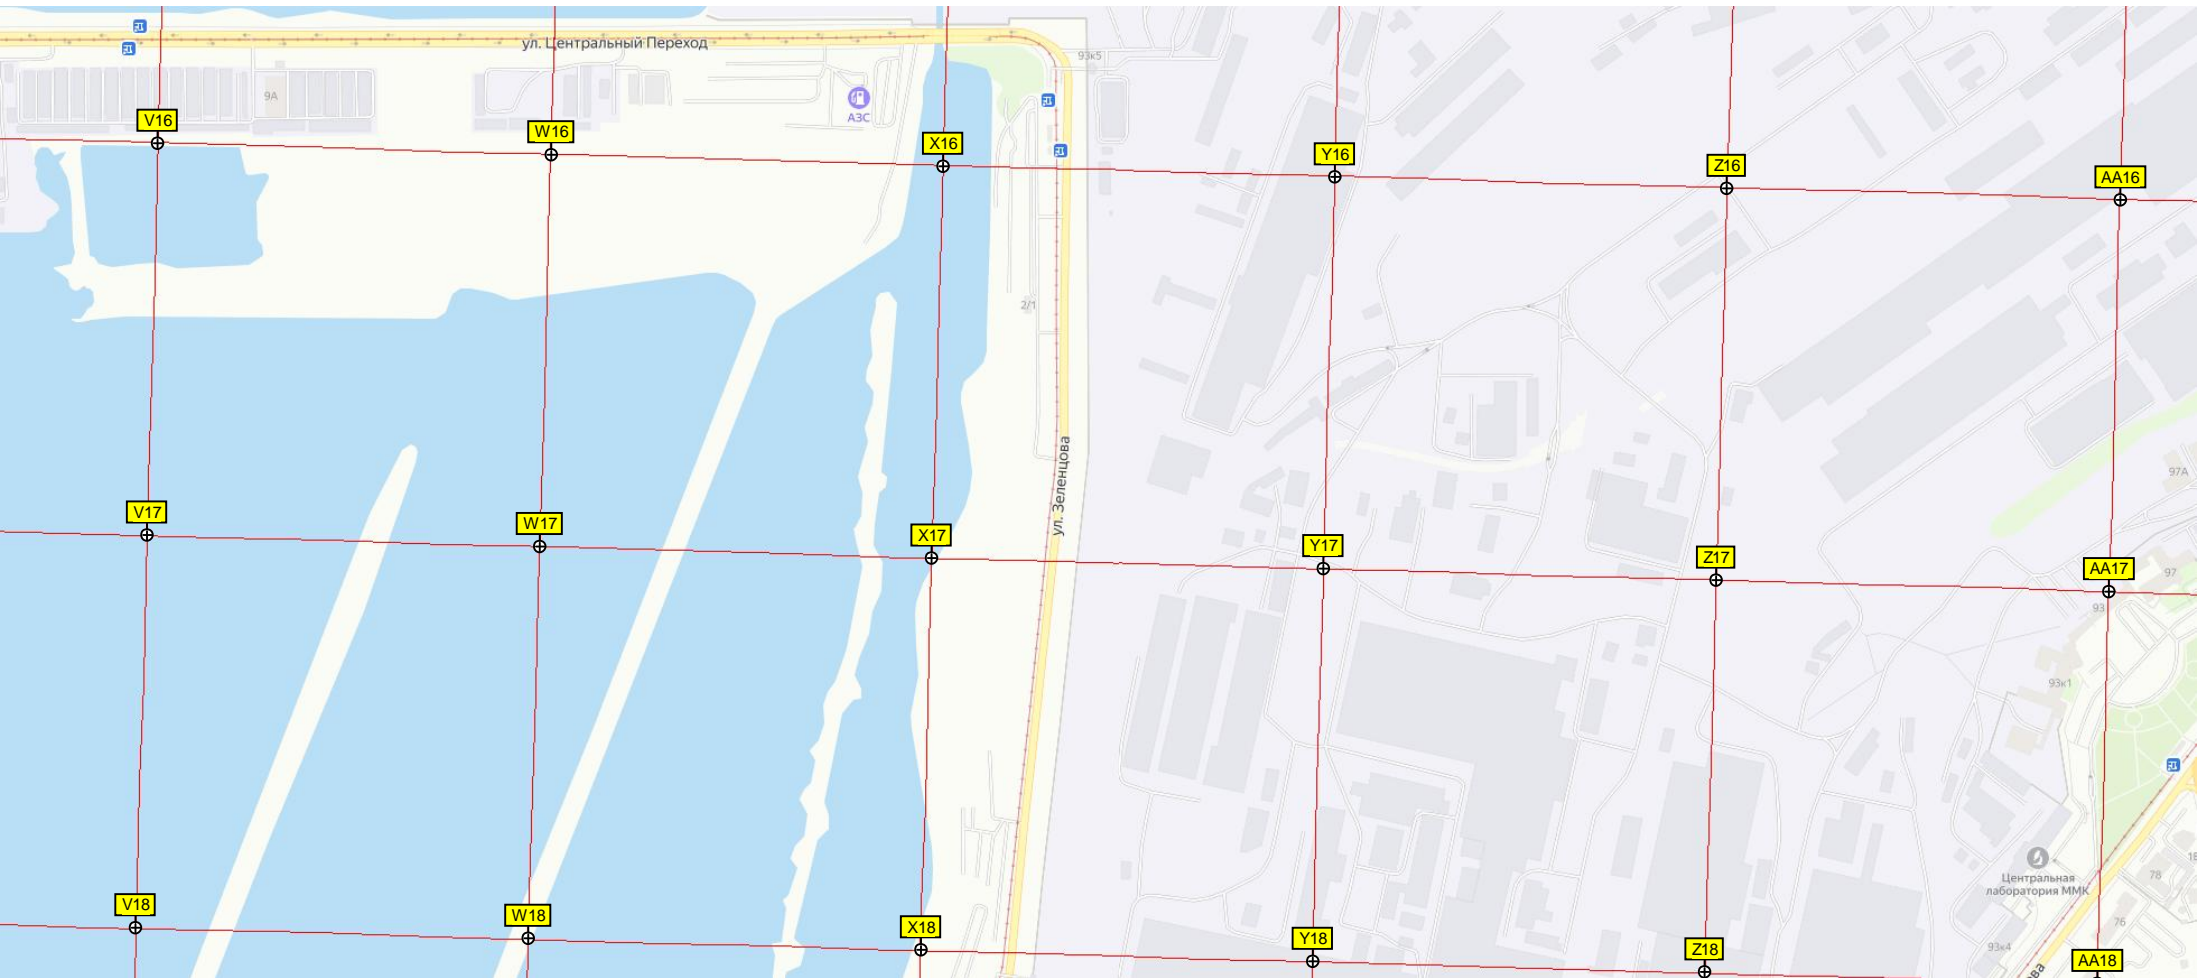 ул. Центральный Переход
93к5
9А
АЗС
V16
W16
X16
Y16
Z16
AA16
2/1
ул. Зеленцова
97А
V17
W17
X17
Y17
Z17
AA17
97
93
93к1
Центральная
лаборатория ММК
78
76
V18
W18
X18
Y18
Z18
AA18
93к4